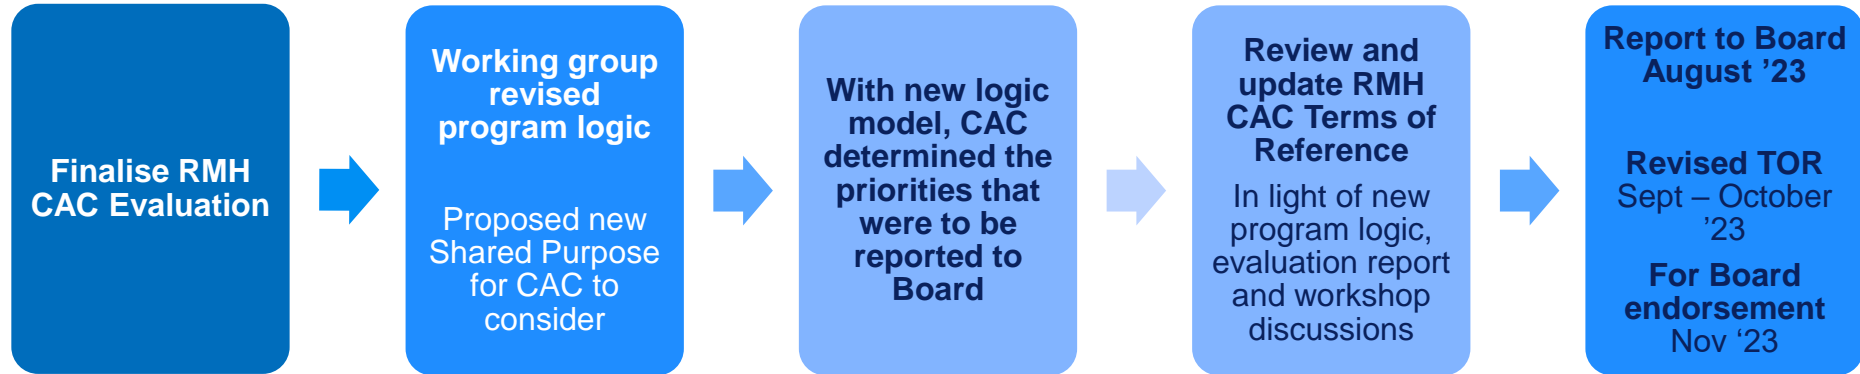 Finalise RMH
CAC Evaluation
Working group
revised
program logic
Proposed new
Shared Purpose
for CAC to
consider
With new logic
model, CAC
determined the
priorities that
were to be
reported to
Board
Review and
update RMH
CAC Terms of
Reference
In light of new
program logic,
evaluation report
and workshop
discussions
Report to Board
August ’23
Revised TOR
Sept – October
’23
For Board
endorsement
Nov ‘23